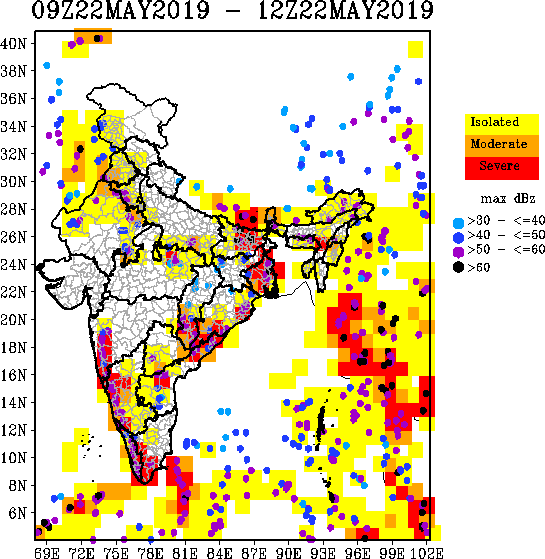 09Z22MAY2019 - 12Z22MAY2019
40N
38N
36N
34N
32N
30N
28N
26N
24N
22N
20N
18N
16N
14N
12N
10N
8N
6N
69E 72E 75E 78E 81E 84E 87E 90E 93E 96E 99E 102E
Isolated
Moderate
Severe
max dBz
>30 - <=40
>40 - <=50
>50 - <=60
>60